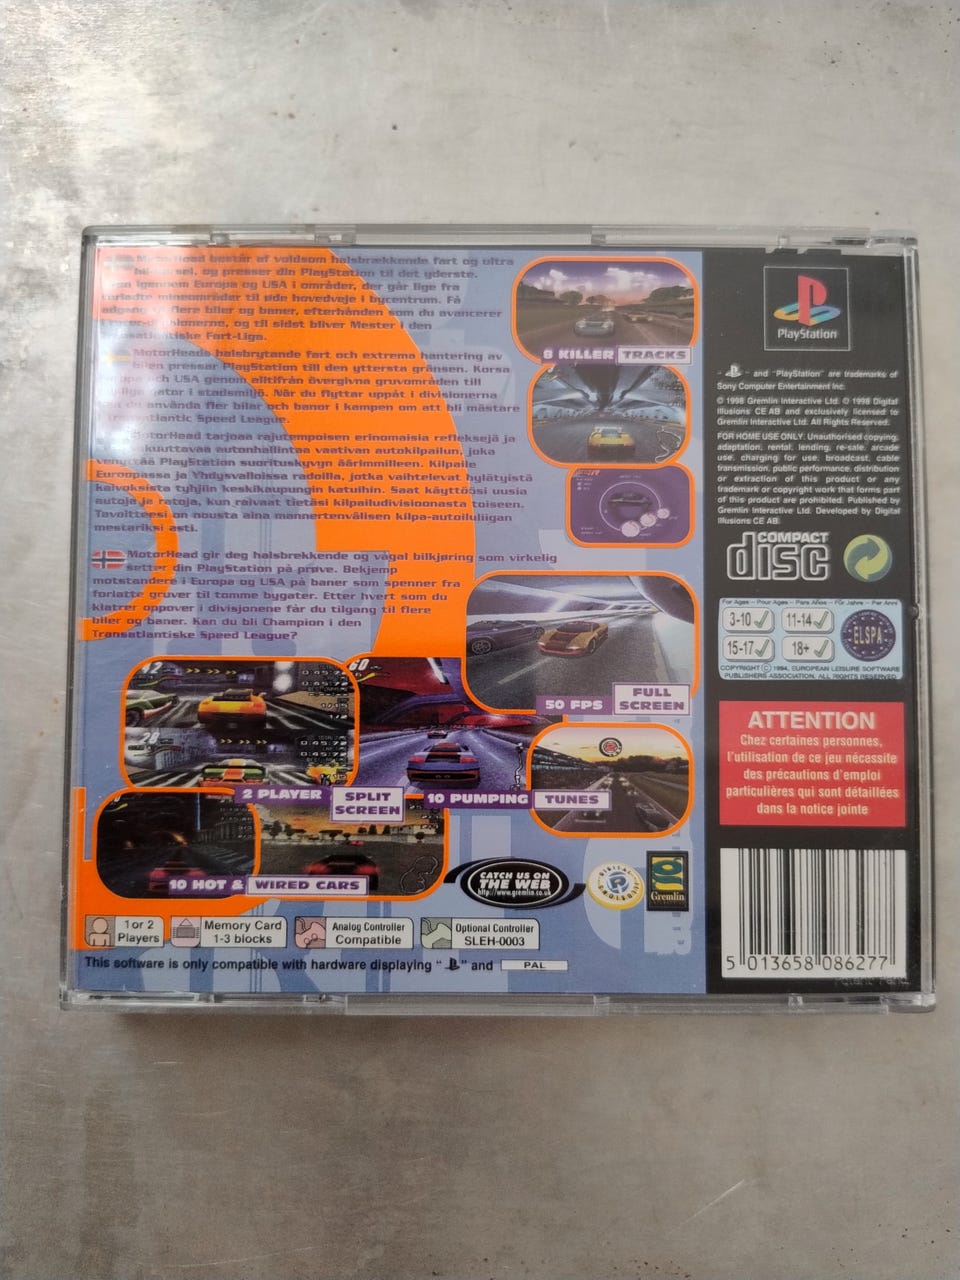 MotorHead består af voldsom halsbrækkende fart og ultra
og presser din PlayStation til det yderste.
igennem Europa og USA i områder, der går lige fra
forladte mineområder til øde hovedveje i bycentrum. Få
adgang flere biler og baner, efterhånden som du avancerer
og til sidst bliver Mester i den
Transatlantiske Fart-Liga.
MotorHeads halsbrytande fart och extrema hantering av
bilen pressar PlayStation till den yttersta gränsen. Korsa
Europa och USA genom alltifrån övergivna gruvområden till
gator i stadsmiljö. När du flyttar uppåt i divisionerna
du använda fler bilar och banor i kampen om att bli mästare
Transatlantic Speed League.
MotorHead tarjoaa rajutempoisen erinomaisia refleksejä ja
autonhallintaa vaativan autokilpailun, joka
venyttää PlayStation suorituskyvyn äärimmilleen. Kilpaile
Euroopassa ja Yhdysvalloissa radoilla, jotka vaihtelevat hylätyistä
kaivoksista tyhjiin keskikaupungin katuihin. Saat käyttöösi uusia
autoja ja ratoja, kun raivaat tietäsi kilpailudivisioonasta toiseen.
Tavoitteesi on nousta aina mannertenvälisen kilpa-autoiluliigan
mestariksi asti.
MotorHead gir deg halsbrekkende og vågal bilkjøring som virkelig
setter din PlayStation på prøve. Bekjemp
motstandere i Europa og USA på baner som spenner fra
forlatte gruver til tomme bygater. Etter hvert som du
klatrer oppover i divisjonene får du tilgang til flere
biler og baner. Kan du bli Champion i den
Transatlantiske Speed League?
8 KILLER TRACKS
50 FPS FULL
SCREEN
2 PLAYER SPLIT
SCREEN
10 PUMPING TUNES
10 HOT & WIRED CARS
CATCH US ON
THE WEB
http://www.gremlin.co.uk
Gremlin
1 or 2
Players
Memory Card
1-3 blocks
Analog Controller
Compatible
Optional Controller
SLEH-0003
This software is only compatible with hardware displaying " " and PAL
PlayStation
" " and "PlayStation" are trademarks of
Sony Computer Entertainment Inc.
© 1998 Gremlin Interactive Ltd. © 1998 Digital
Illusions CE AB and exclusively licensed to
Gremlin Interactive Ltd. All Rights Reserved.
FOR HOME USE ONLY. Unauthorised copying,
adaptation, rental, lending, re-sale, arcade
use, charging for use, broadcast, cable
transmission, public performance, distribution
or extraction of this product or any
trademark or copyright work that forms part
of this product are prohibited. Published by
Gremlin Interactive Ltd. Developed by Digital
Illusions CE AB.
COMPACT
disc
For Ages - Pour Ages - Para Años - Für Jahre - Per Anni
3-10 11-14
15-17 18+
ELSPA
COPYRIGHT © 1994, EUROPEAN LEISURE SOFTWARE
PUBLISHERS ASSOCIATION, ALL RIGHTS RESERVED
ATTENTION
Chez certaines personnes,
l'utilisation de ce jeu nécessite
des précautions d'emploi
particulières qui sont détaillées
dans la notice jointe
5 013658 086277